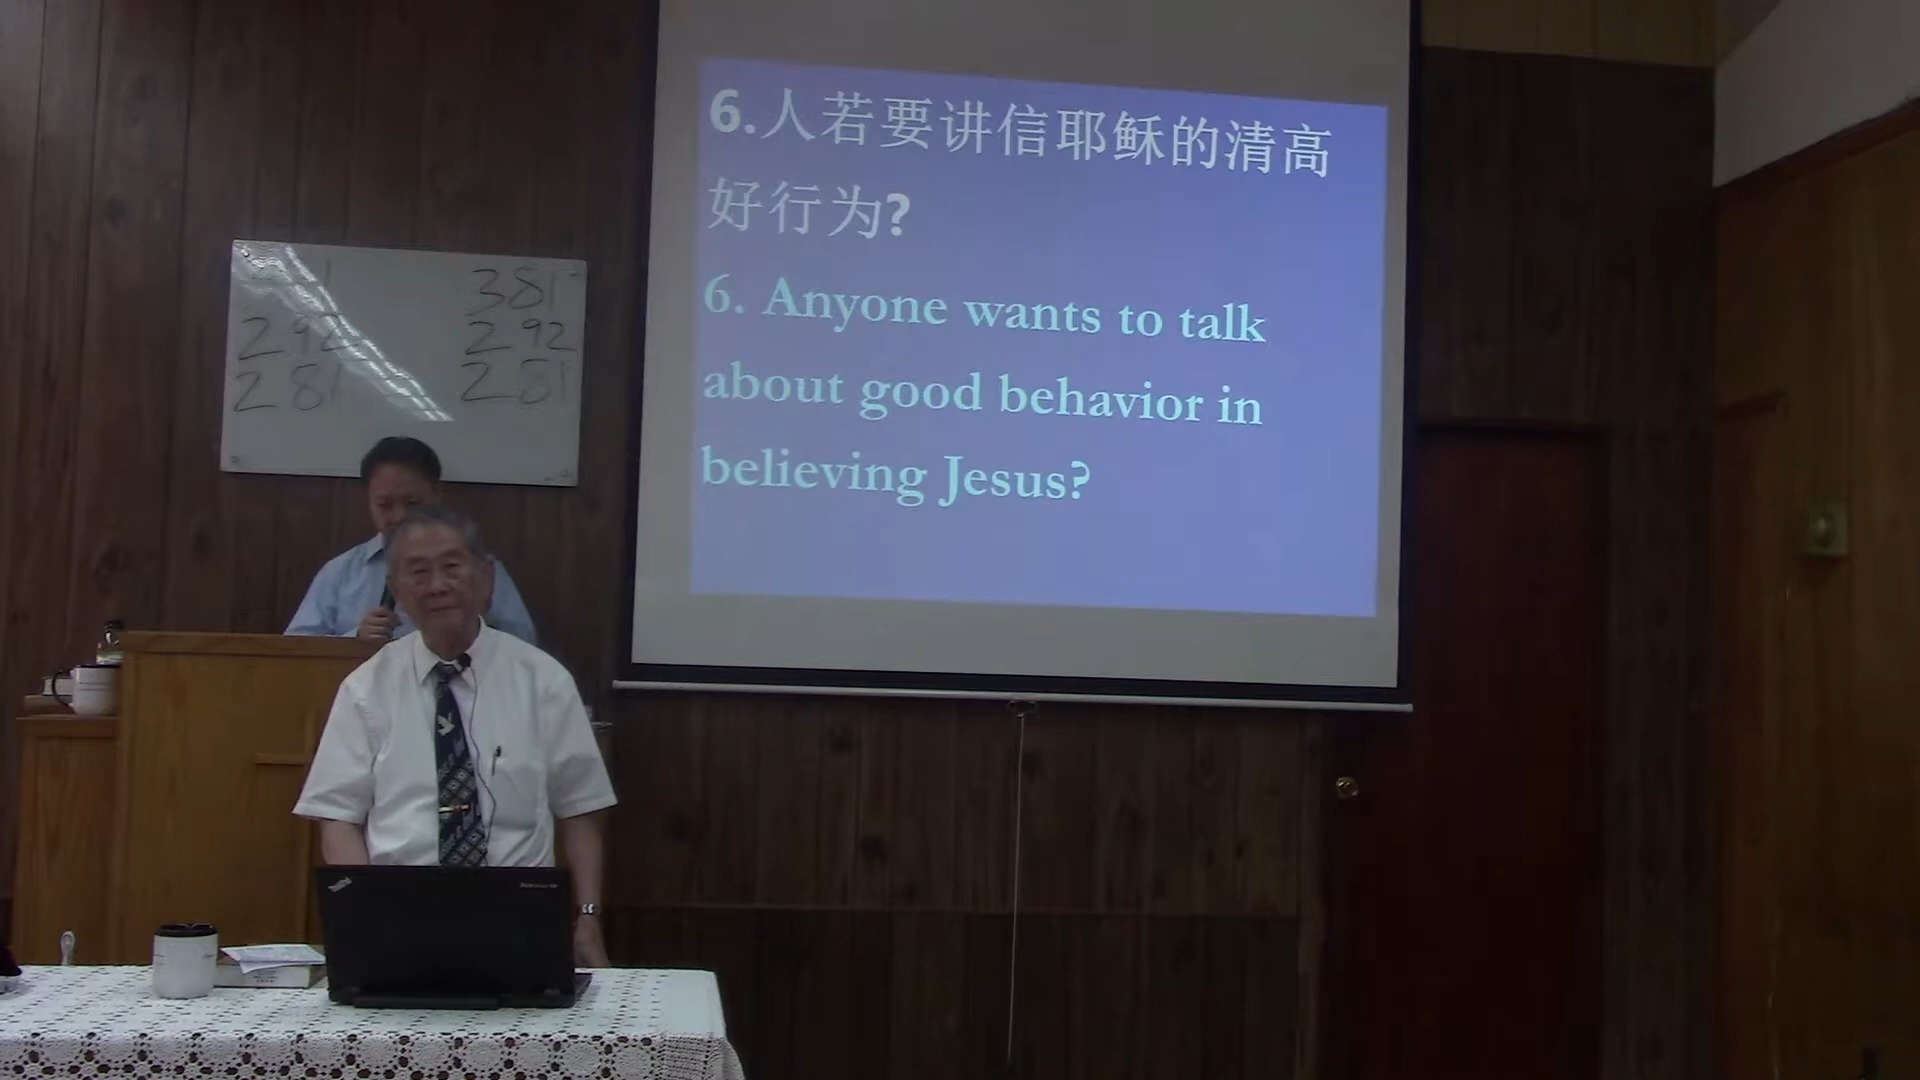 6.人若要讲信耶稣的清高
好行为?
6. Anyone wants to talk
about good behavior in
believing Jesus?
381
292 292
281 281
ThinkPad